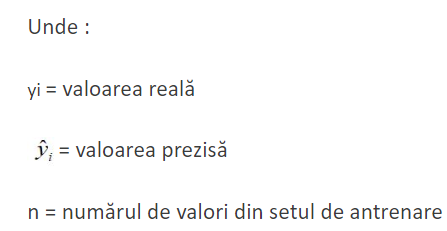 Unde :
yi = valoarea reală
ŷᵢ = valoarea prezisă
n = numărul de valori din setul de antrenare